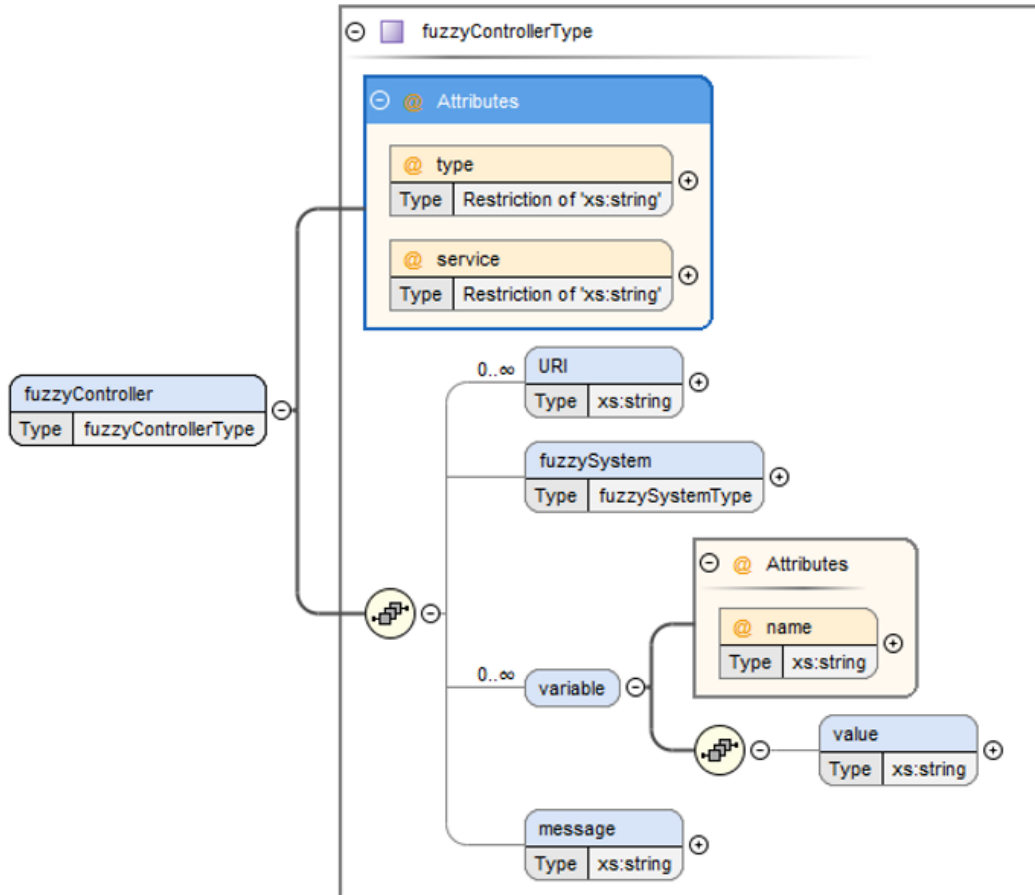 fuzzyControllerType
@ Attributes
@ type
Type Restriction of 'xs:string'
@ service
Type Restriction of 'xs:string'
fuzzyController
Type fuzzyControllerType
0..∞ URI
Type xs:string
fuzzySystem
Type fuzzySystemType
@ Attributes
@ name
Type xs:string
0..∞ variable
value
Type xs:string
message
Type xs:string